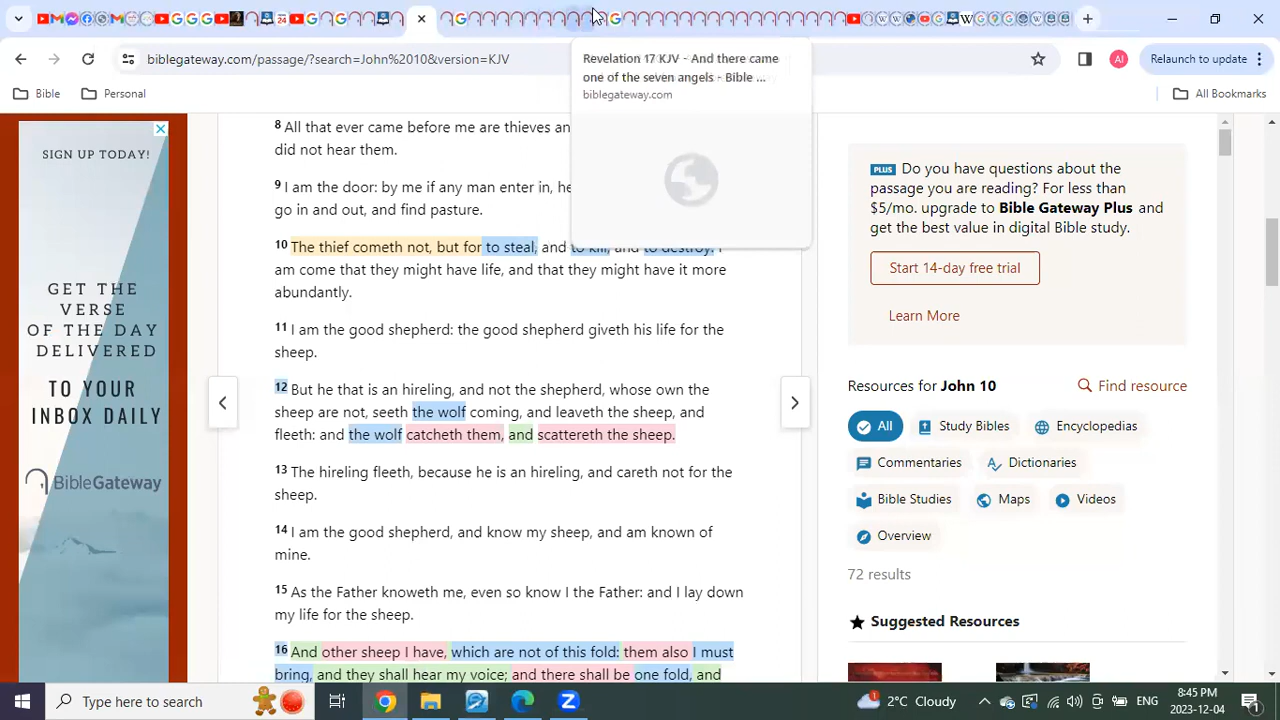 biblegateway.com/passage/?search=John%2010&version=KJV
AI
Relaunch to update
Bible
Personal
All Bookmarks
Revelation 17 KJV - And there came
one of the seven angels - Bible ...
biblegateway.com
SIGN UP TODAY!
GET THE
VERSE
OF THE DAY
DELIVERED
TO YOUR
INBOX DAILY
BibleGateway
8 All that ever came before me are thieves an
did not hear them.
9 I am the door: by me if any man enter in, he
go in and out, and find pasture.
10 The thief cometh not, but for to steal, and to kill, and to destroy: I
am come that they might have life, and that they might have it more
abundantly.
11 I am the good shepherd: the good shepherd giveth his life for the
sheep.
12 But he that is an hireling, and not the shepherd, whose own the
sheep are not, seeth the wolf coming, and leaveth the sheep, and
fleeth: and the wolf catcheth them, and scattereth the sheep.
13 The hireling fleeth, because he is an hireling, and careth not for the
sheep.
14 I am the good shepherd, and know my sheep, and am known of
mine.
15 As the Father knoweth me, even so know I the Father: and I lay down
my life for the sheep.
16 And other sheep I have, which are not of this fold: them also I must
bring, and they shall hear my voice; and there shall be one fold, and
PLUS Do you have questions about the
passage you are reading? For less than
$5/mo. upgrade to Bible Gateway Plus and
get the best value in digital Bible study.
Start 14-day free trial
Learn More
Resources for John 10
Find resource
All
Study Bibles
Encyclopedias
Commentaries
Dictionaries
Bible Studies
Maps
Videos
Overview
72 results
Suggested Resources
Type here to search
1
2°C Cloudy
ENG
8:45 PM
2023-12-04
1